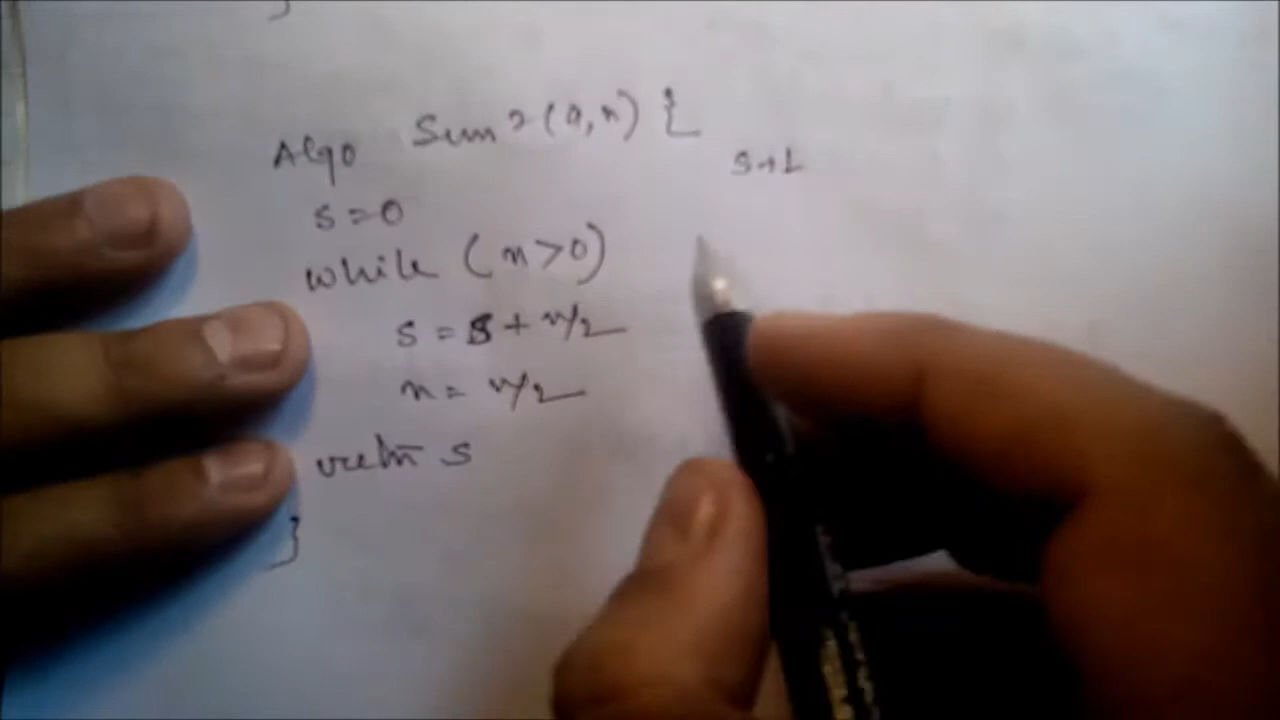 }
Algo Sum2(a,n) {
S+1
s=0
while (n>0)
s = s + n/2
n = n/2
return s
}